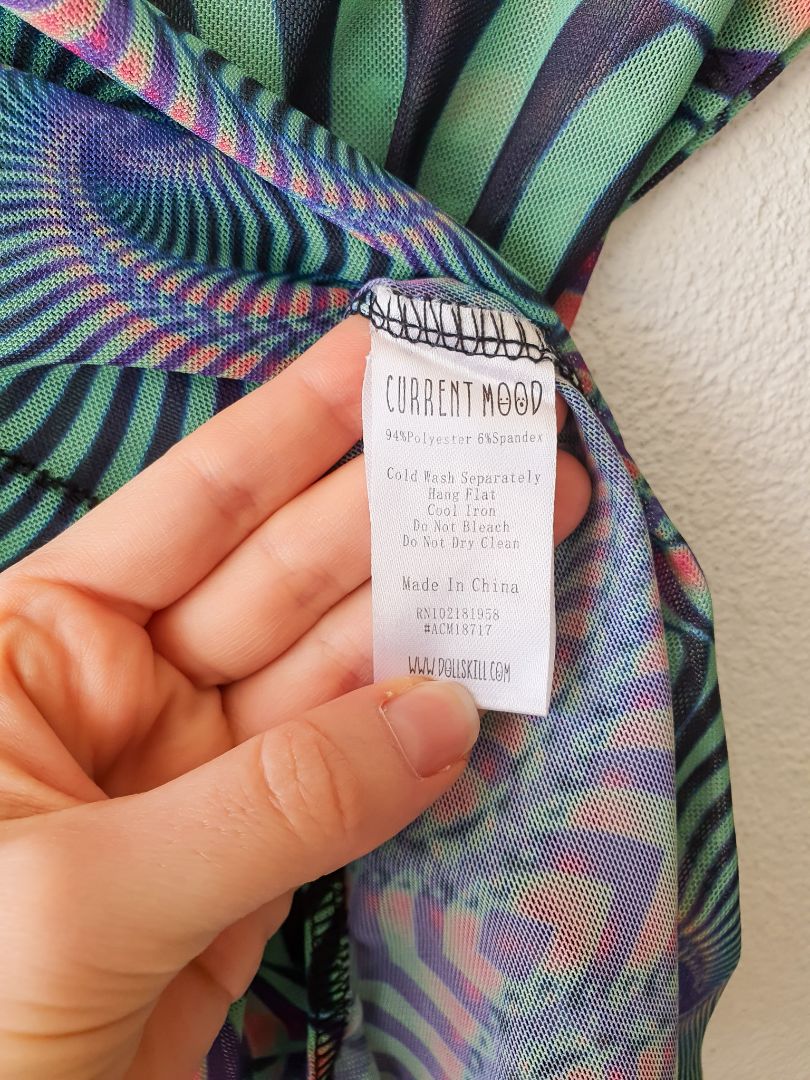 CURRENT MOOD
94%Polyester 6%Spandex
Cold Wash Separately
Hang Flat
Cool Iron
Do Not Bleach
Do Not Dry Clean
Made In China
RN102181958
#ACM18717
WWW.DOLLSKILL.COM